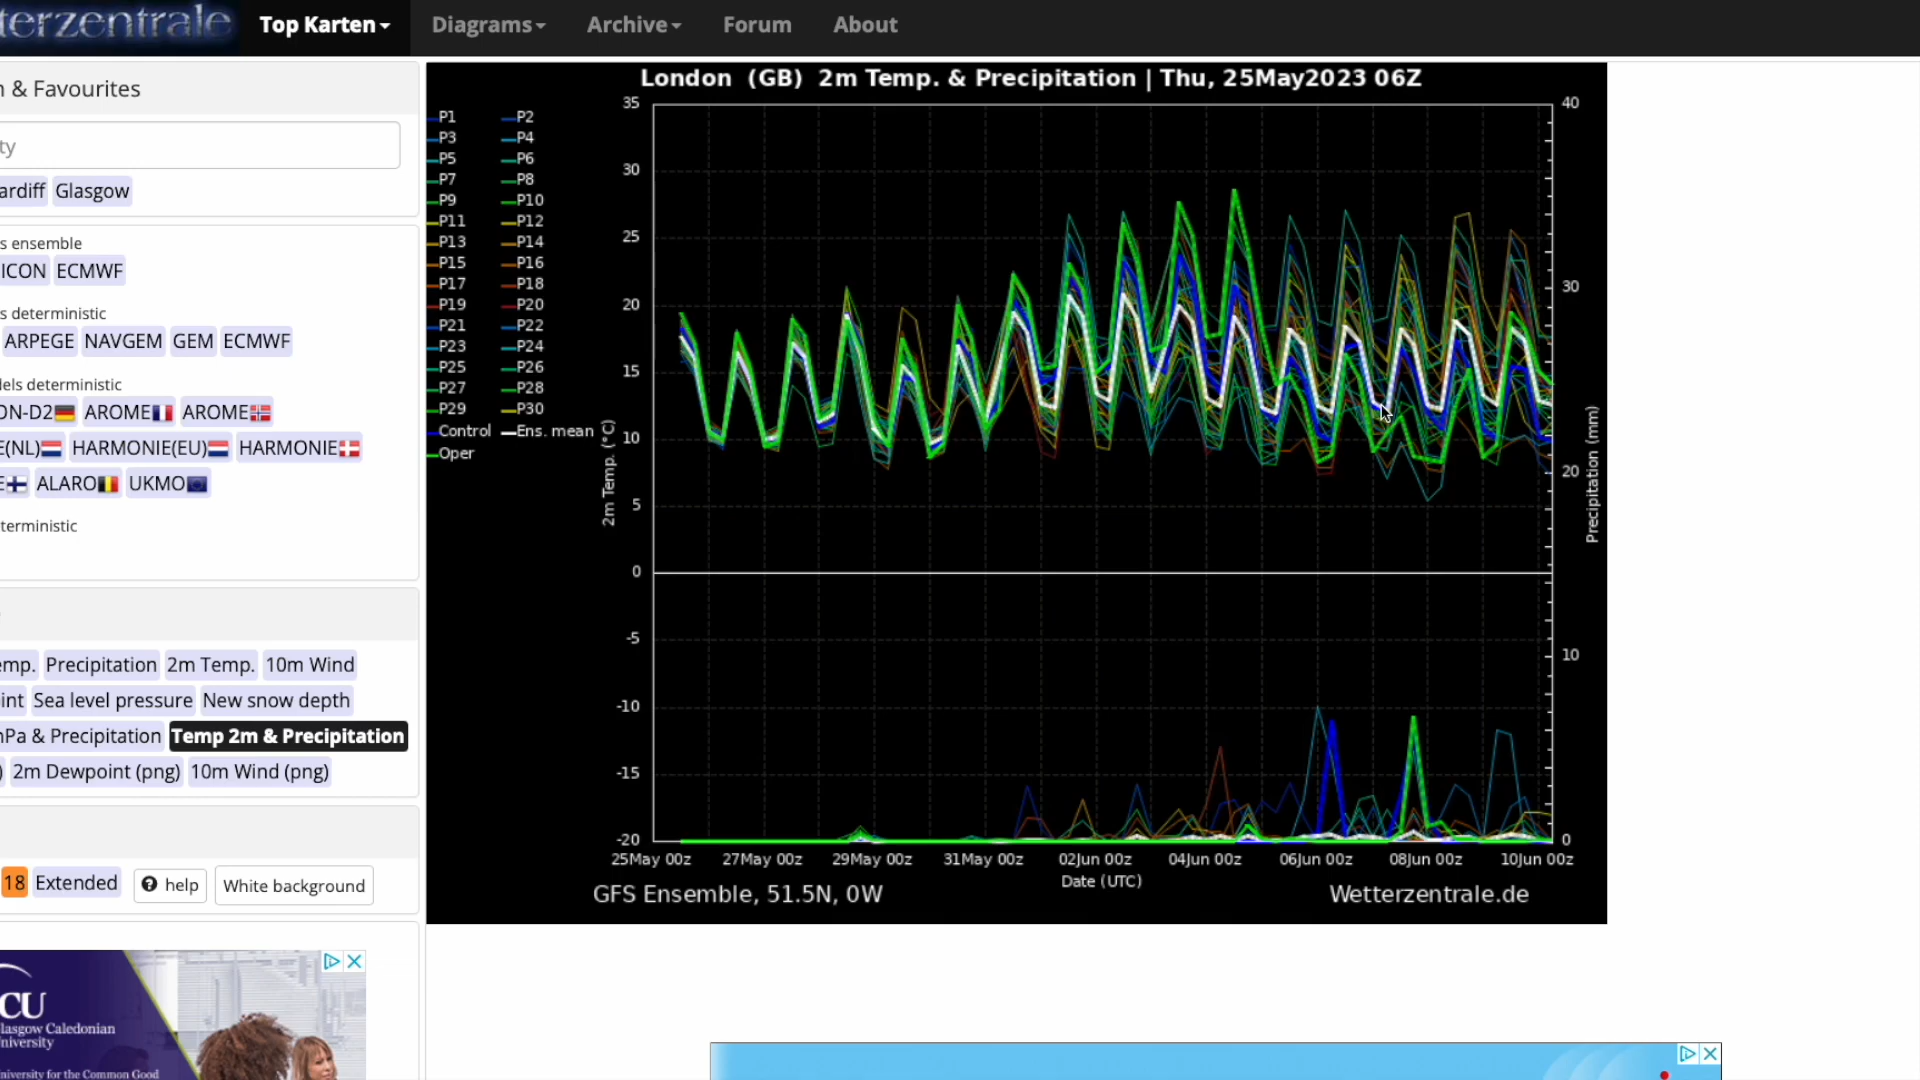 terzentrale Top Karten Diagrams Archive Forum About
& Favourites
ty
ardiff Glasgow
s ensemble
ICON ECMWF
s deterministic
ARPEGE NAVGEM GEM ECMWF
dels deterministic
ON-D2 AROME AROME
E(NL) HARMONIE(EU) HARMONIE
E ALARO UKMO
terministic
emp. Precipitation 2m Temp. 10m Wind
int Sea level pressure New snow depth
nPa & Precipitation Temp 2m & Precipitation
) 2m Dewpoint (png) 10m Wind (png)
18 Extended help White background
CU
lasgow Caledonian
niversity
niversity for the Common Good
London (GB) 2m Temp. & Precipitation | Thu, 25May2023 06Z
P1 P2
P3 P4
P5 P6
P7 P8
P9 P10
P11 P12
P13 P14
P15 P16
P17 P18
P19 P20
P21 P22
P23 P24
P25 P26
P27 P28
P29 P30
Control Ens. mean
Oper
2m Temp. (°C)
35
30
25
20
15
10
5
0
-5
-10
-15
-20
40
30
20
10
0
Precipitation (mm)
25May 00z 27May 00z 29May 00z 31May 00z 02Jun 00z 04Jun 00z 06Jun 00z 08Jun 00z 10Jun 00z
Date (UTC)
GFS Ensemble, 51.5N, 0W Wetterzentrale.de